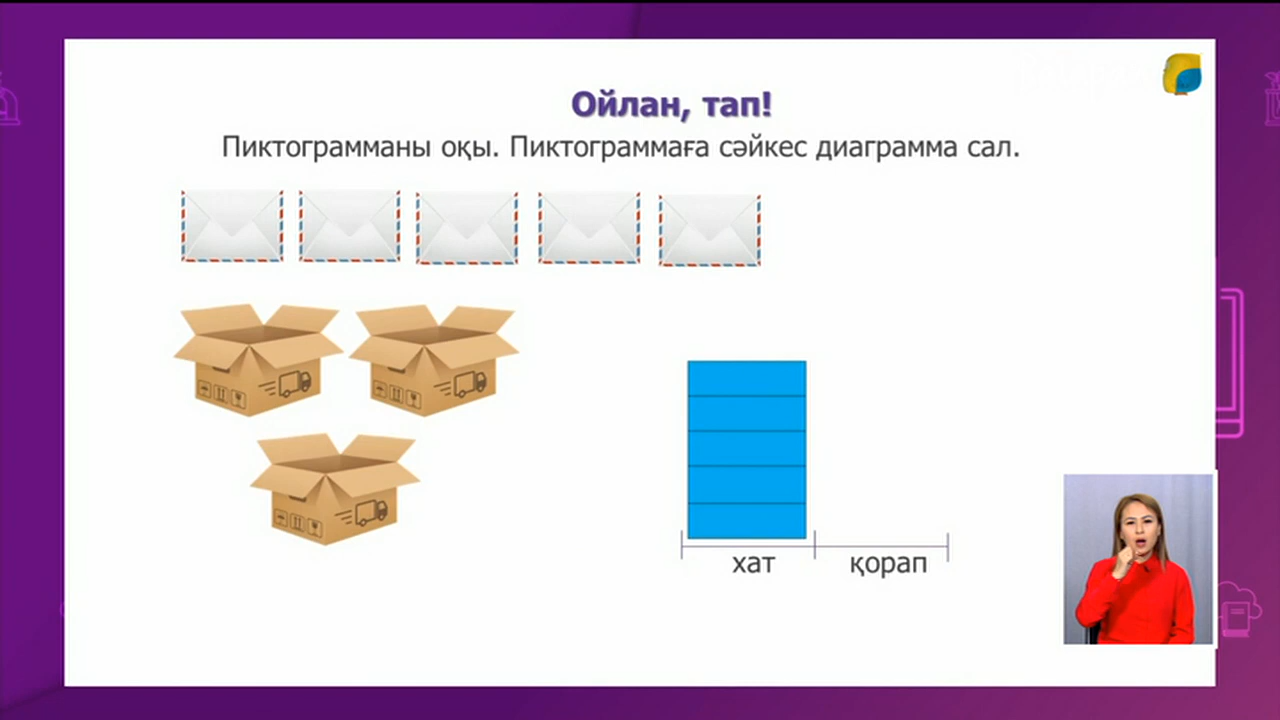 Ойлан, тап!
Пиктограмманы оқы. Пиктограммаға сәйкес диаграмма сал.
хат
қорап